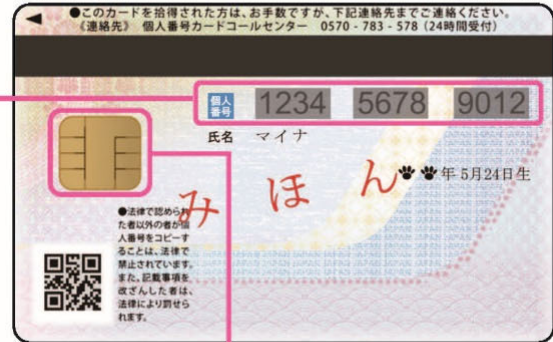 ●このカードを拾得された方は、お手数ですが、下記連絡先までご連絡ください。
《連絡先》 個人番号カードコールセンター 0570-783-578(24時間受付)
個人番号 1234 5678 9012
氏名 マイナ
年 5月24日生
みほん
●法律で認められ
た者以外の者が個
人番号をコピーす
ることは、法律で
禁止されています。
また、記載事項を
改ざんした者は、
法律により罰せら
れます。